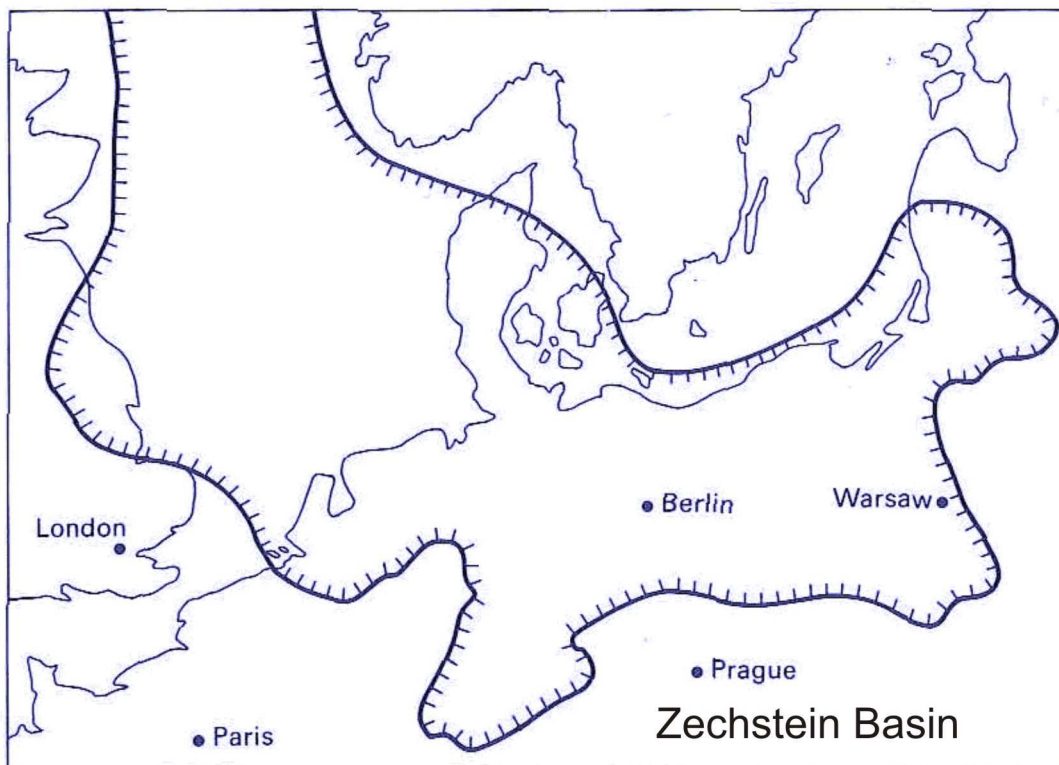 Berlin
Warsaw
London
Prague
Paris
Zechstein Basin